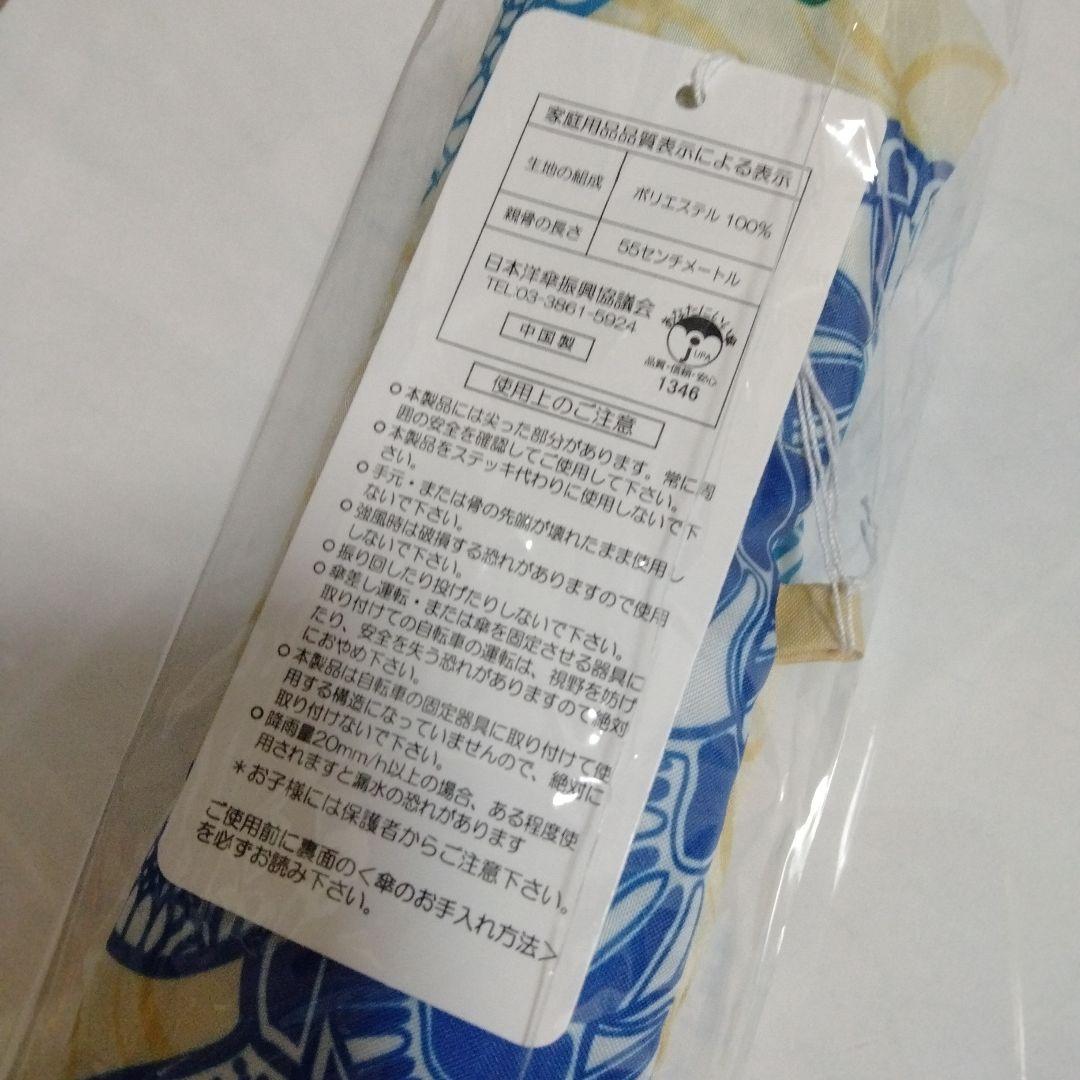 家庭用品品質表示による表示
生地の組成 ポリエステル 100%
親骨の長さ 55センチメートル
日本洋傘振興協議会
TEL.03-3861-5924
中国製
JUPA
品質・信頼・安心
1346
使用上のご注意
○本製品には尖った部分があります。常に周
囲の安全を確認してご使用して下さい。
○本製品をステッキ代わりに使用しないで下
さい。
○手元・または骨の先端が壊れたまま使用し
ないで下さい。
○強風時は破損する恐れがありますので使用
しないで下さい。
○振り回したり投げたりしないで下さい。
○傘差し運転・または傘を固定させる器具に
取り付けての自転車の運転は、視野を妨げ
たり、安全を失う恐れがありますので絶対
におやめ下さい。
○本製品は自転車の固定器具に取り付けて使
用する構造になっていませんので、絶対に
取り付けないで下さい。
○降雨量20mm/h以上の場合、ある程度使
用されますと漏水の恐れがあります
*お子様には保護者からご注意下さい。
ご使用前に裏面の＜傘のお手入れ方法＞
を必ずお読み下さい。